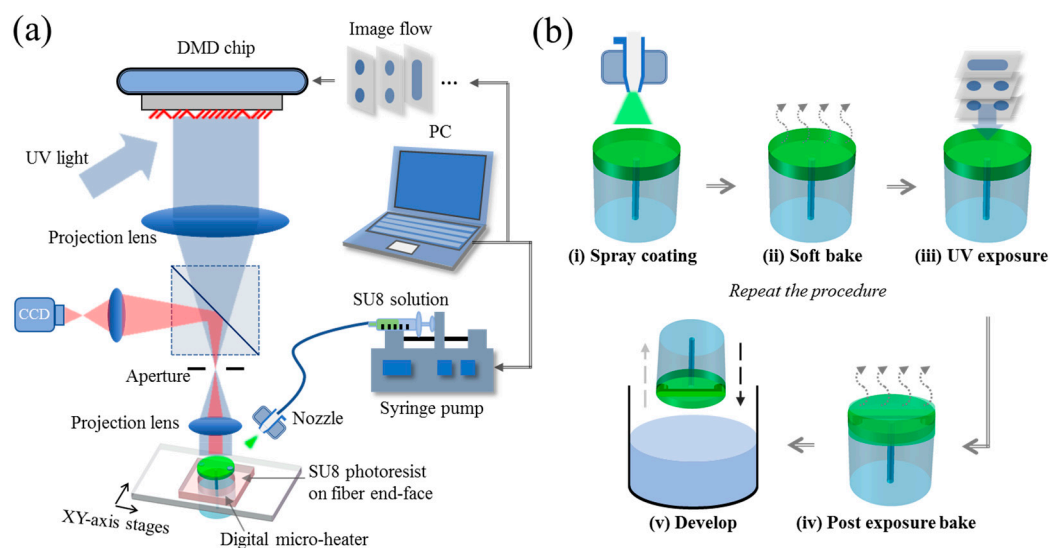 (a)
DMD chip
Image flow
...
UV light
PC
Projection lens
CCD
SU8 solution
Aperture
Syringe pump
Nozzle
Projection lens
SU8 photoresist
on fiber end-face
XY-axis stages
Digital micro-heater
(b)
(i) Spray coating
(ii) Soft bake
(iii) UV exposure
Repeat the procedure
(v) Develop
(iv) Post exposure bake